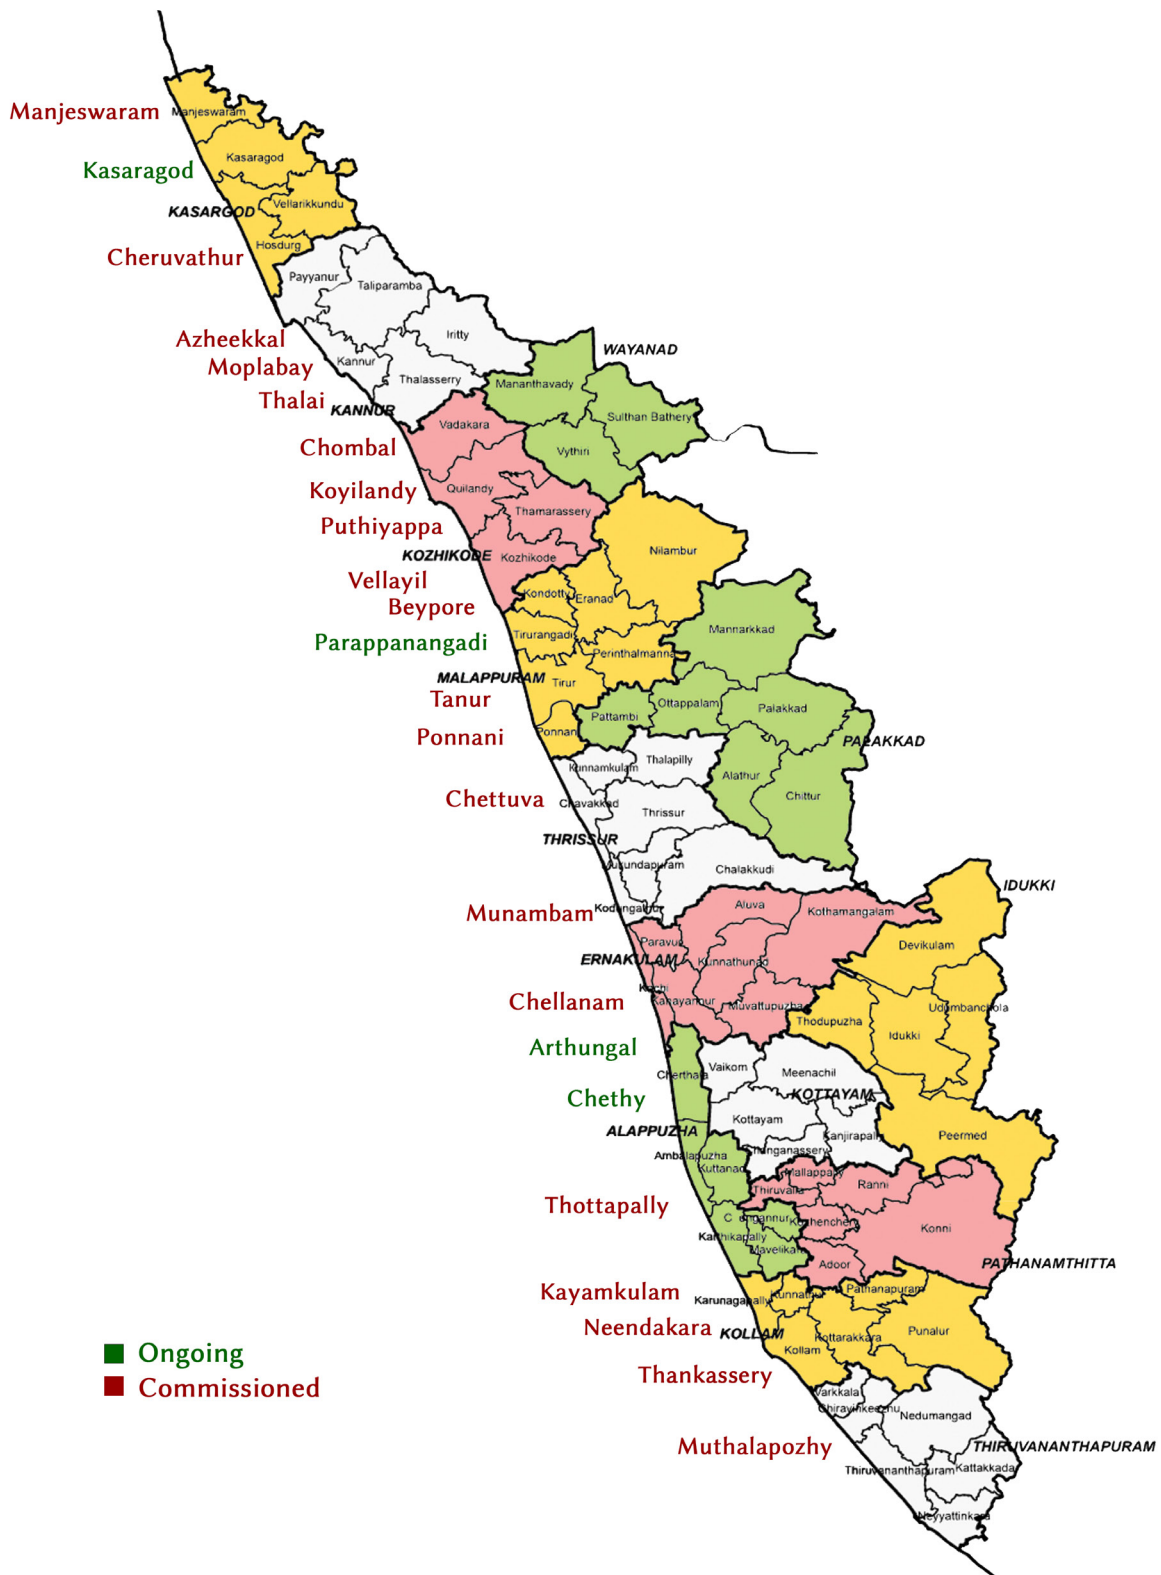 Manjeswaram
Manjeswaram
Kasaragod
Kasaragod
Vellarikkundu
KASARGOD
Hosdurg
Cheruvathur
Payyanur
Taliparamba
Iritty
Azheekkal
Moplabay
Kannur
Thalasserry
Thalai
KANNUR
WAYANAD
Mananthavady
Sulthan Bathery
Vadakara
Chombal
Vythiri
Koyilandy
Quilandy
Thamarassery
Puthiyappa
KOZHIKODE
Kozhikode
Nilambur
Vellayil
Beypore
Kondotty
Eranad
Parappanangadi
Tirurangadi
Perinthalmanna
Mannarkkad
MALAPPURAM
Tirur
Tanur
Ottappalam
Palakkad
Pattambi
Ponnani
Ponnani
PALAKKAD
Kunnamkulam
Thalapilly
Alathur
Chittur
Chettuva
Chavakkad
Thrissur
THRISSUR
Mukundapuram
Chalakkudi
IDUKKI
Munambam
Kodungallur
Aluva
Kothamangalam
Paravur
Devikulam
ERNAKULAM
Kunnathunad
Kochi
Chellanam
Kanayannur
Muvattupuzha
Udumbanchola
Thodupuzha
Idukki
Arthungal
Cherthala
Vaikom
Meenachil
Chethy
KOTTAYAM
Kottayam
ALAPPUZHA
Kanjirapally
Peermed
Ambalapuzha
Changanassery
Kuttanad
Mallappally
Ranni
Thiruvalla
Thottapally
Chengannur
Kozhenchery
Konni
Karthikapally
Mavelikara
Adoor
PATHANAMTHITTA
Kayamkulam
Karunagapally
Kunnathur
Pathanapuram
Neendakara
KOLLAM
Kottarakkara
Punalur
Kollam
Ongoing
Commissioned
Thankassery
Varkkala
Chirayinkeezhu
Nedumangad
Muthalapozhy
THIRUVANANTHAPURAM
Thiruvananthapuram
Kattakkada
Neyyattinkara